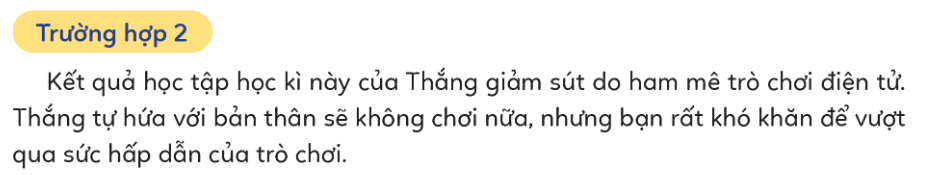 Trường hợp 2
Kết quả học tập học kì này của Thắng giảm sút do ham mê trò chơi điện tử.
Thắng tự hứa với bản thân sẽ không chơi nữa, nhưng bạn rất khó khăn để vượt
qua sức hấp dẫn của trò chơi.